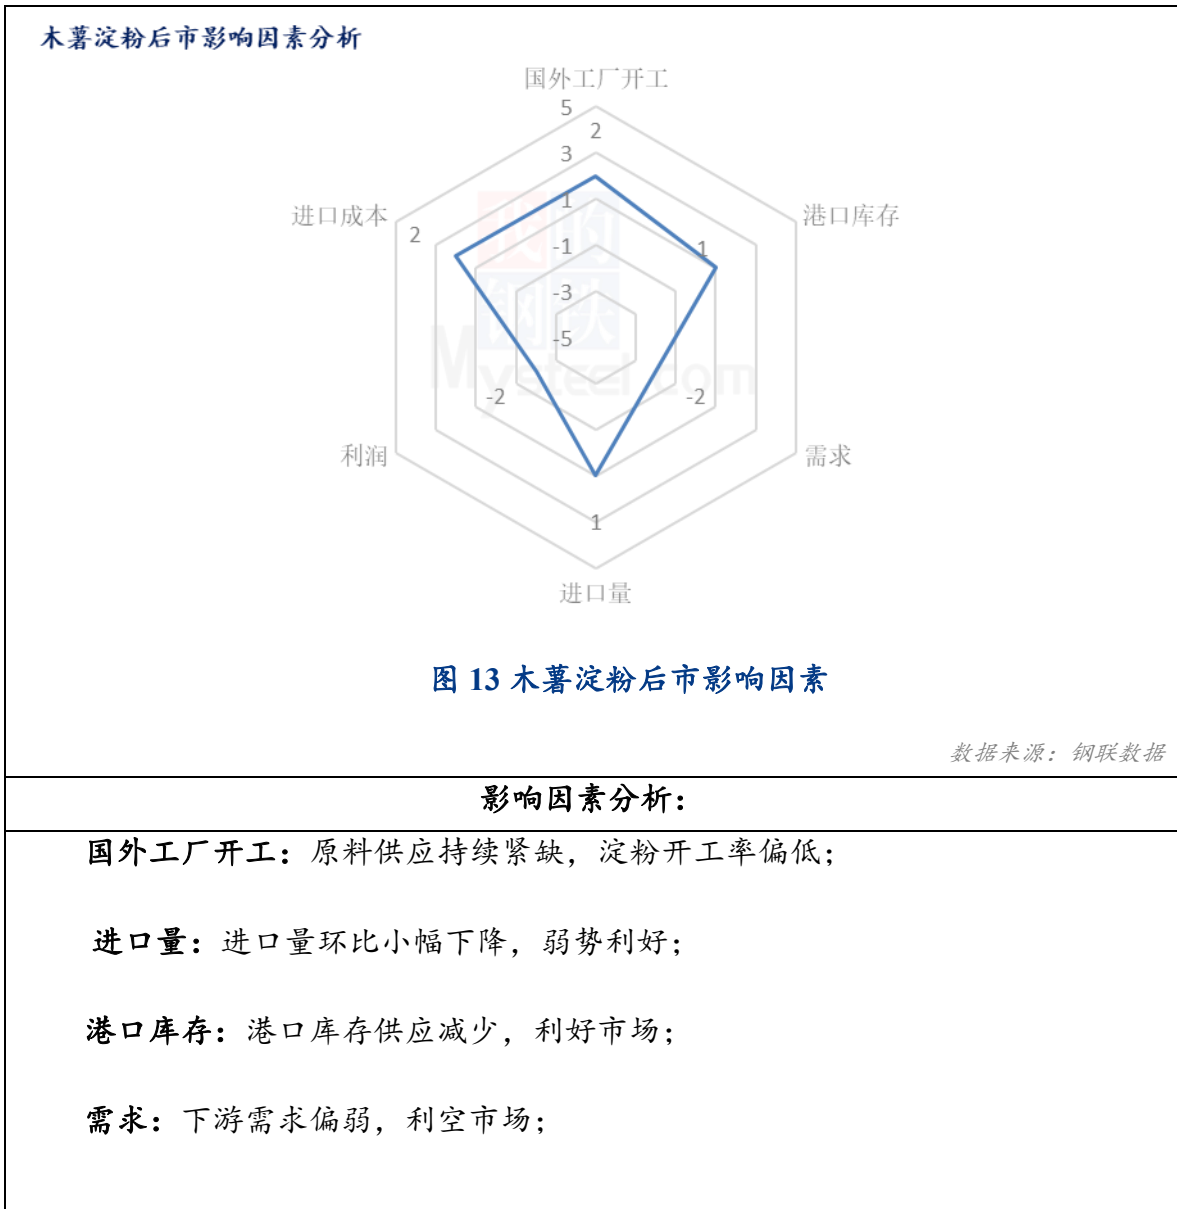 木薯淀粉后市影响因素分析
国外工厂开工
5
2
3
进口成本
2
1
港口库存
1
-1
-3
-5
-2
-2
利润
需求
1
进口量
我的
钢铁
Mysteel.com
图 13 木薯淀粉后市影响因素
数据来源：钢联数据
影响因素分析：
国外工厂开工：原料供应持续紧缺，淀粉开工率偏低；
进口量：进口量环比小幅下降，弱势利好；
港口库存：港口库存供应减少，利好市场；
需求：下游需求偏弱，利空市场；